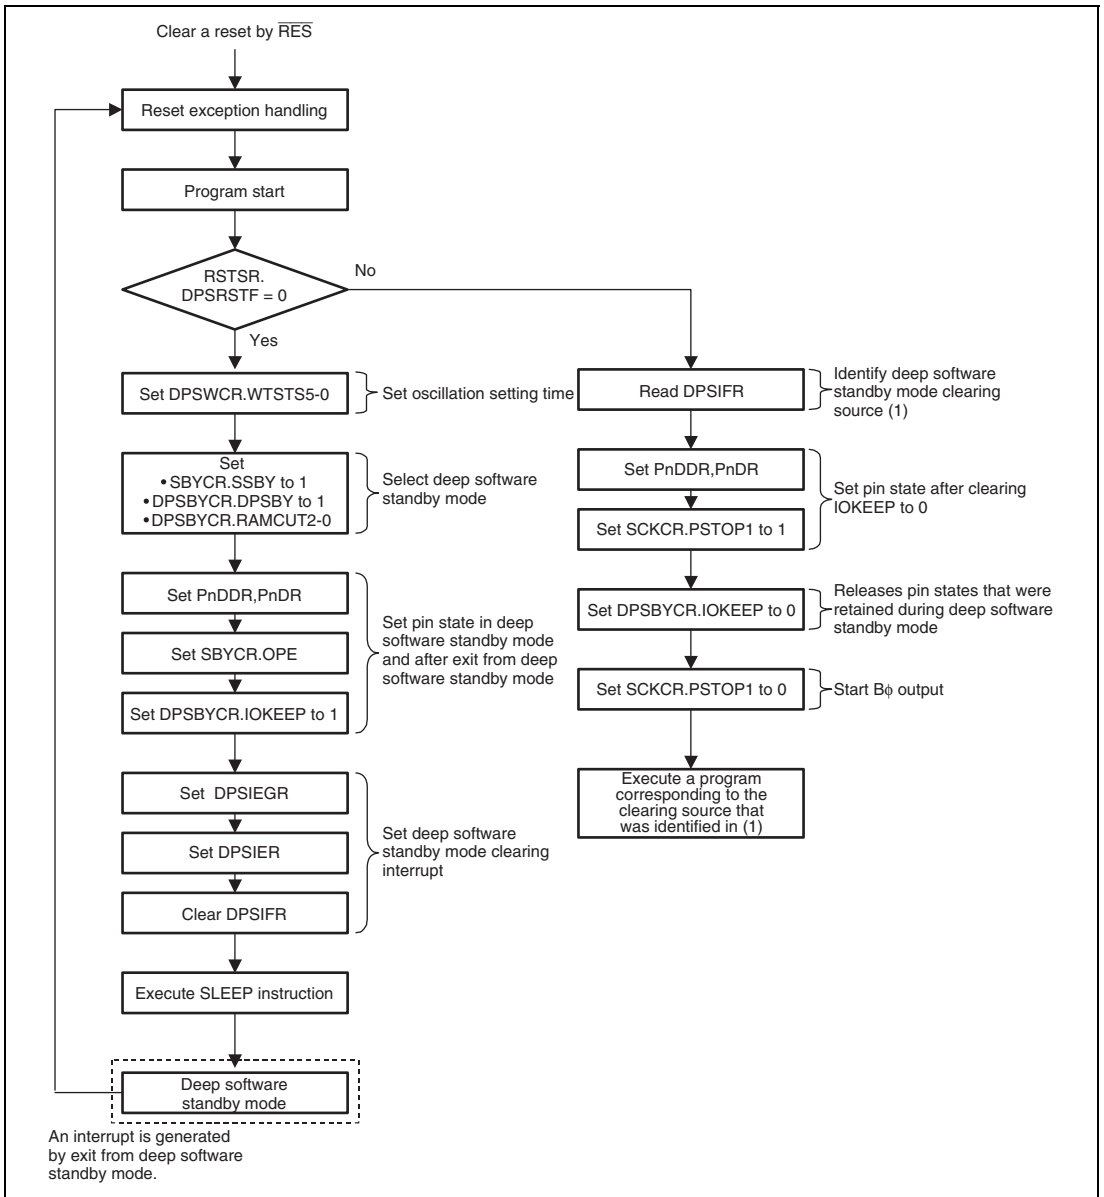 Clear a reset by RES
Reset exception handling
Program start
RSTSR.
DPSRSTF = 0
No
Yes
Set DPSWCR.WTSTS5-0
Set oscillation setting time
Set
• SBYCR.SSBY to 1
• DPSBYCR.DPSBY to 1
• DPSBYCR.RAMCUT2-0
Select deep software
standby mode
Set PnDDR,PnDR
Set SBYCR.OPE
Set DPSBYCR.IOKEEP to 1
Set pin state in deep
software standby mode
and after exit from deep
software standby mode
Set DPSIEGR
Set DPSIER
Clear DPSIFR
Set deep software
standby mode clearing
interrupt
Execute SLEEP instruction
Deep software
standby mode
An interrupt is generated
by exit from deep software
standby mode.
Read DPSIFR
Identify deep software
standby mode clearing
source (1)
Set PnDDR,PnDR
Set SCKCR.PSTOP1 to 1
Set pin state after clearing
IOKEEP to 0
Set DPSBYCR.IOKEEP to 0
Releases pin states that were
retained during deep software
standby mode
Set SCKCR.PSTOP1 to 0
Start Bφ output
Execute a program
corresponding to the
clearing source that
was identified in (1)